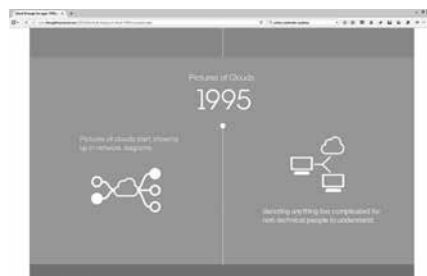 Pictures of Clouds
1995
Pictures of clouds start showing
up in network diagrams
denoting anything too complicated for
non-technical people to understand.